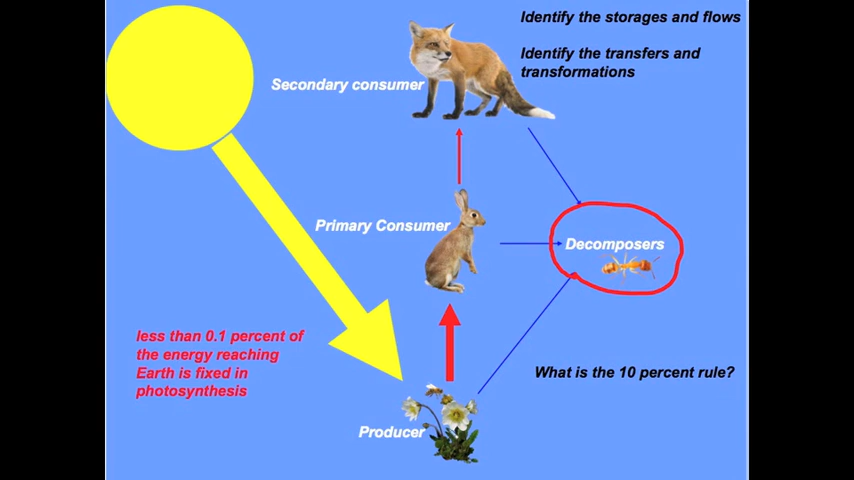 Identify the storages and flows
Identify the transfers and
transformations
Secondary consumer
Primary Consumer
Decomposers
less than 0.1 percent of
the energy reaching
Earth is fixed in
photosynthesis
What is the 10 percent rule?
Producer